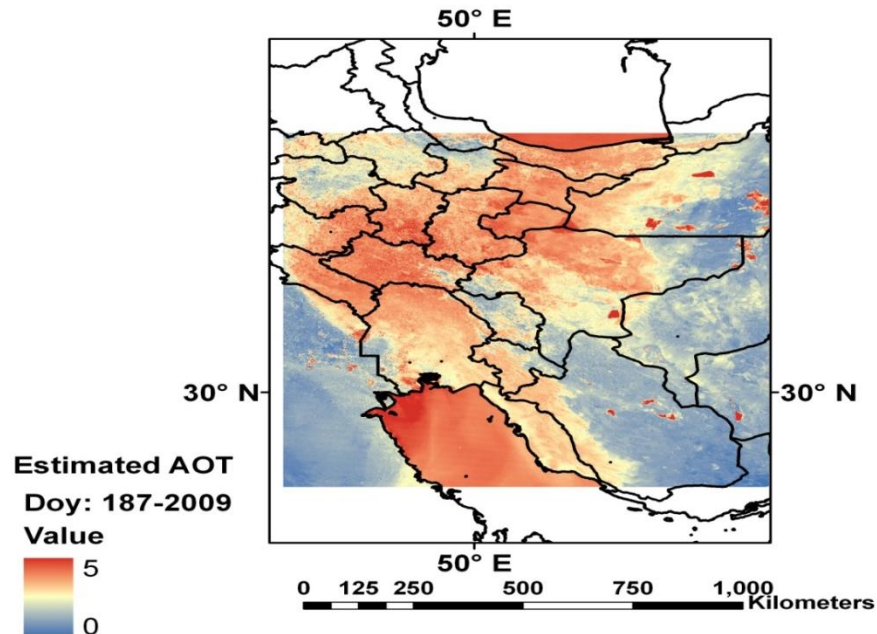 50° E
30° N
30° N
Estimated AOT
Doy: 187-2009
Value
5
0
50° E
0 125 250 500 750 1,000
Kilometers